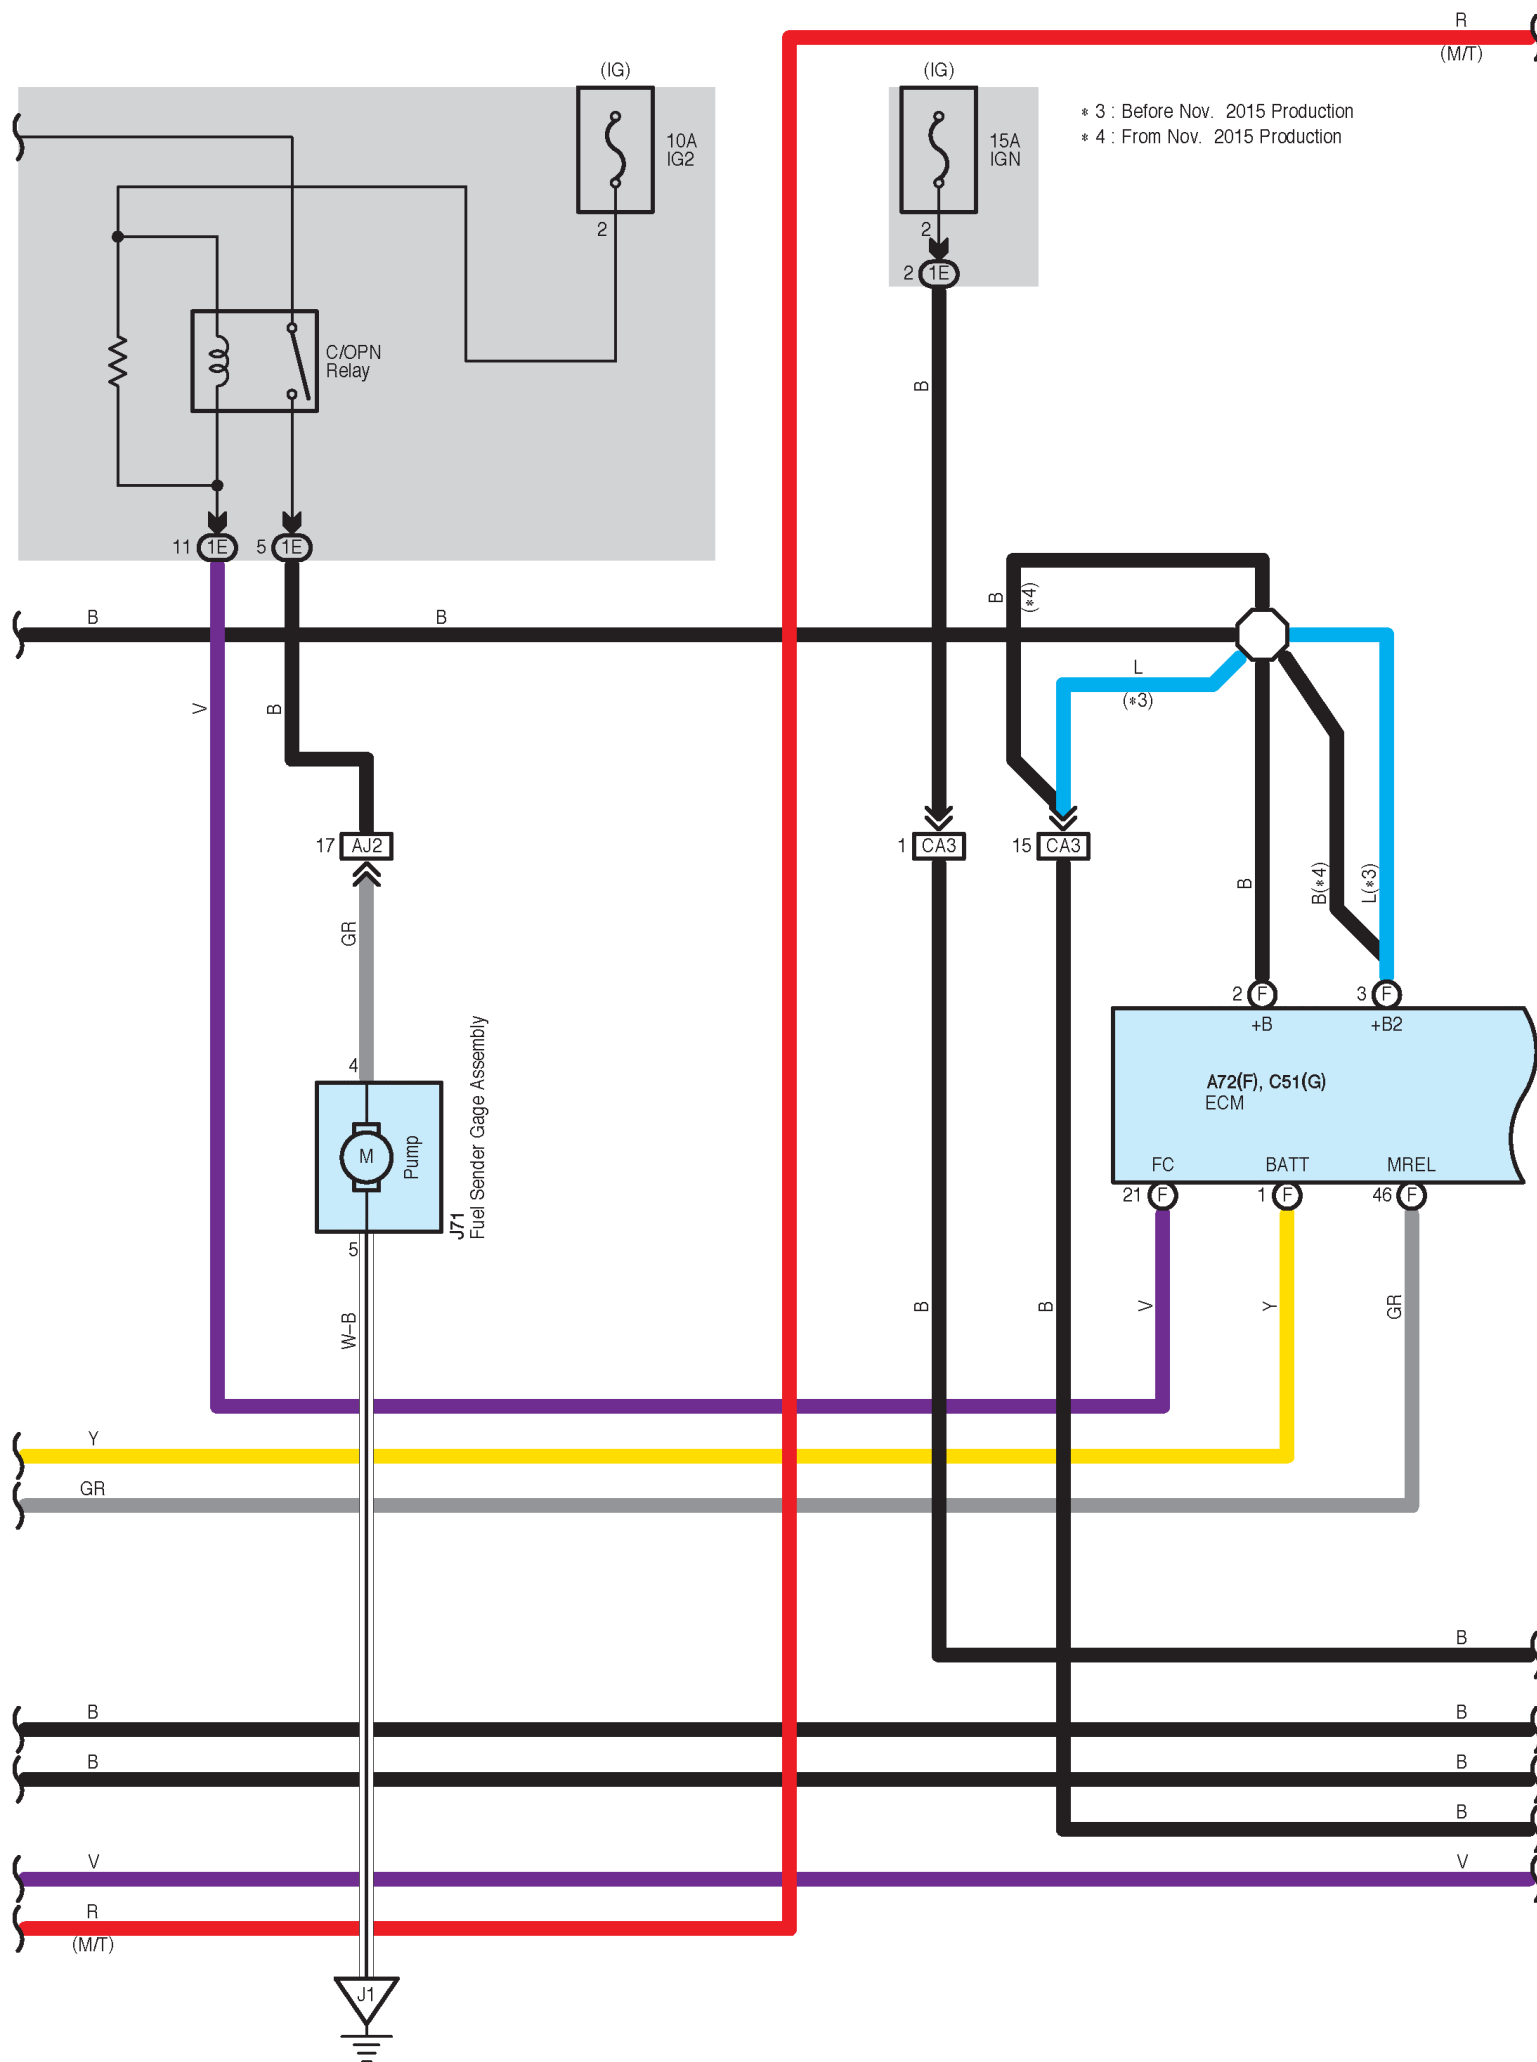 R
(M/T)
(IG)
(IG)
* 3 : Before Nov. 2015 Production
* 4 : From Nov. 2015 Production
10A
IG2
15A
IGN
2
2
2 1E
C/OPN
Relay
B
11 1E 5 1E
B
(*4)
B
B
L
(*3)
V
B
17 AJ2
1 CA3
15 CA3
B
B(*4)
L(*3)
GR
2 F
3 F
+B
+B2
4
A72(F), C51(G)
ECM
M
Pump
J71
Fuel Sender Gage Assembly
FC
BATT
MREL
21 F
1 F
46 F
5
W-B
B
B
V
Y
GR
Y
GR
B
B
B
B
B
B
V
V
R
(M/T)
J1